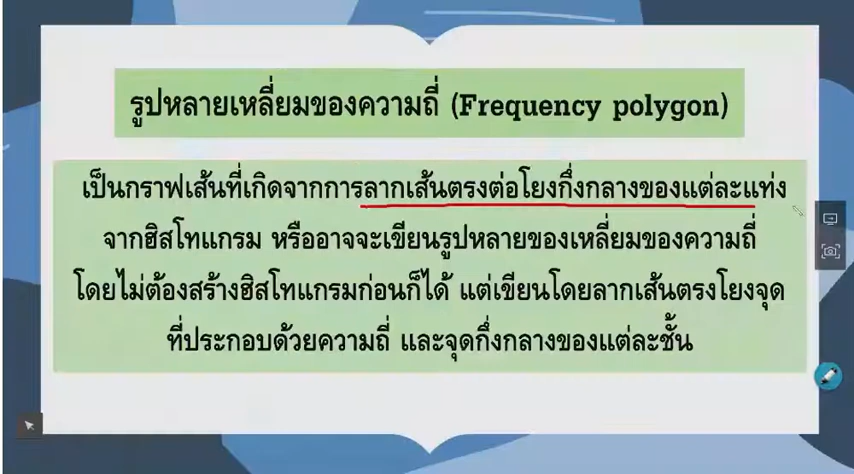 รูปหลายเหลี่ยมของความถี่ (Frequency polygon)
เป็นกราฟเส้นที่เกิดจากการลากเส้นตรงต่อโยงกึ่งกลางของแต่ละแท่ง
จากฮิสโทแกรม หรืออาจจะเขียนรูปหลายของเหลี่ยมของความถี่
โดยไม่ต้องสร้างฮิสโทแกรมก่อนก็ได้ แต่เขียนโดยลากเส้นตรงโยงจุด
ที่ประกอบด้วยความถี่ และจุดกึ่งกลางของแต่ละชั้น